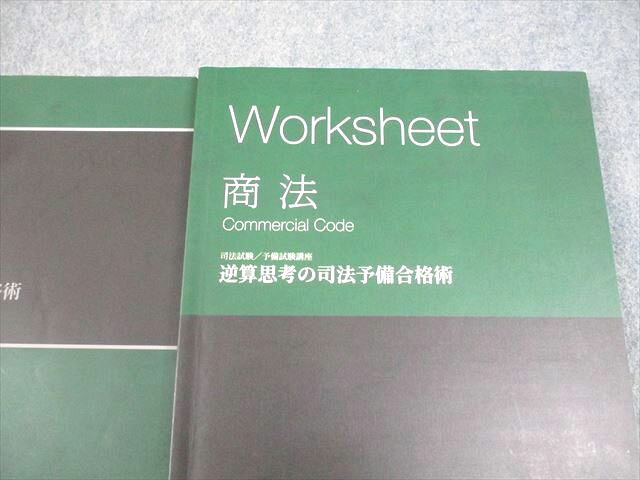 Worksheet
商法
Commercial Code
司法試験/予備試験講座
逆算思考の司法予備合格術
術